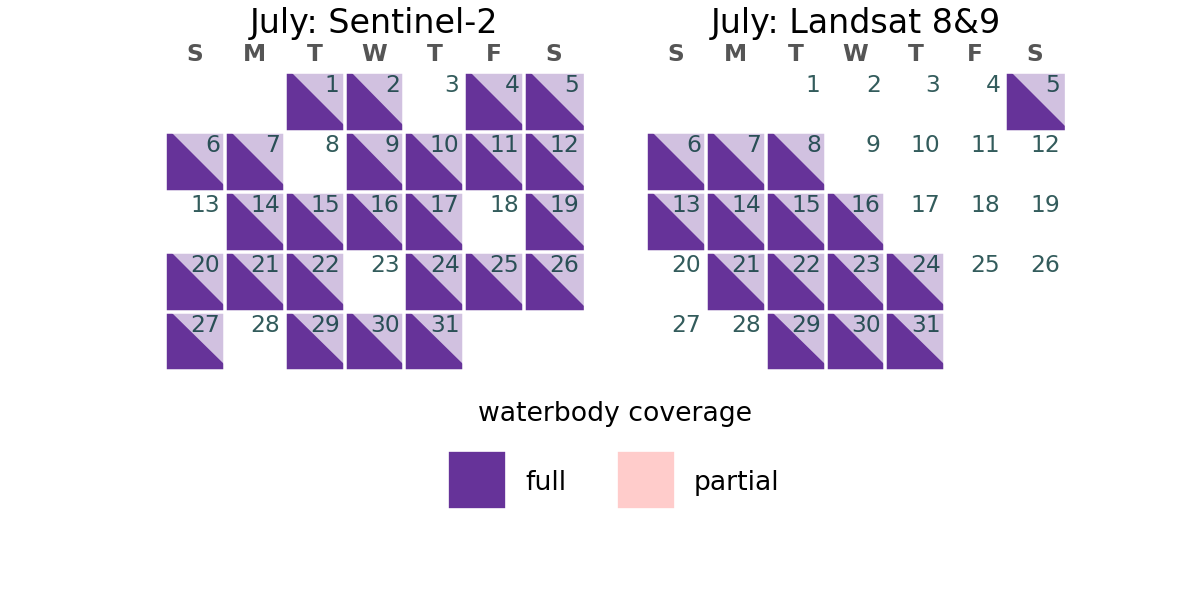 July: Sentinel-2
S M T W T F S
1 2 3 4 5
6 7 8 9 10 11 12
13 14 15 16 17 18 19
20 21 22 23 24 25 26
27 28 29 30 31
July: Landsat 8&9
S M T W T F S
1 2 3 4 5
6 7 8 9 10 11 12
13 14 15 16 17 18 19
20 21 22 23 24 25 26
27 28 29 30 31
waterbody coverage
full partial